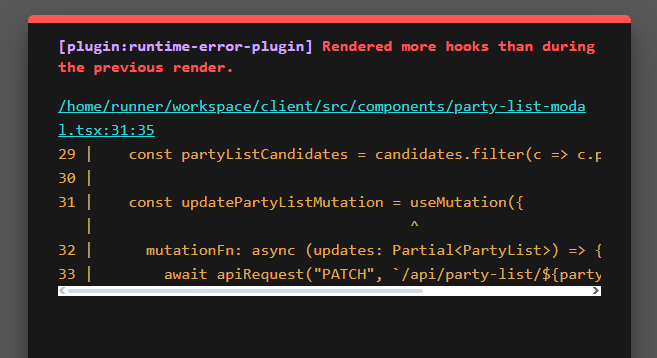 [plugin:runtime-error-plugin] Rendered more hooks than during
the previous render.
/home/runner/workspace/client/src/components/party-list-moda
l.tsx:31:35
29 |    const partyListCandidates = candidates.filter(c => c.p
30 |
31 |    const updatePartyListMutation = useMutation({
   |                                   ^
32 |      mutationFn: async (updates: Partial<PartyList>) => {
33 |        await apiRequest("PATCH", `/api/party-list/${party